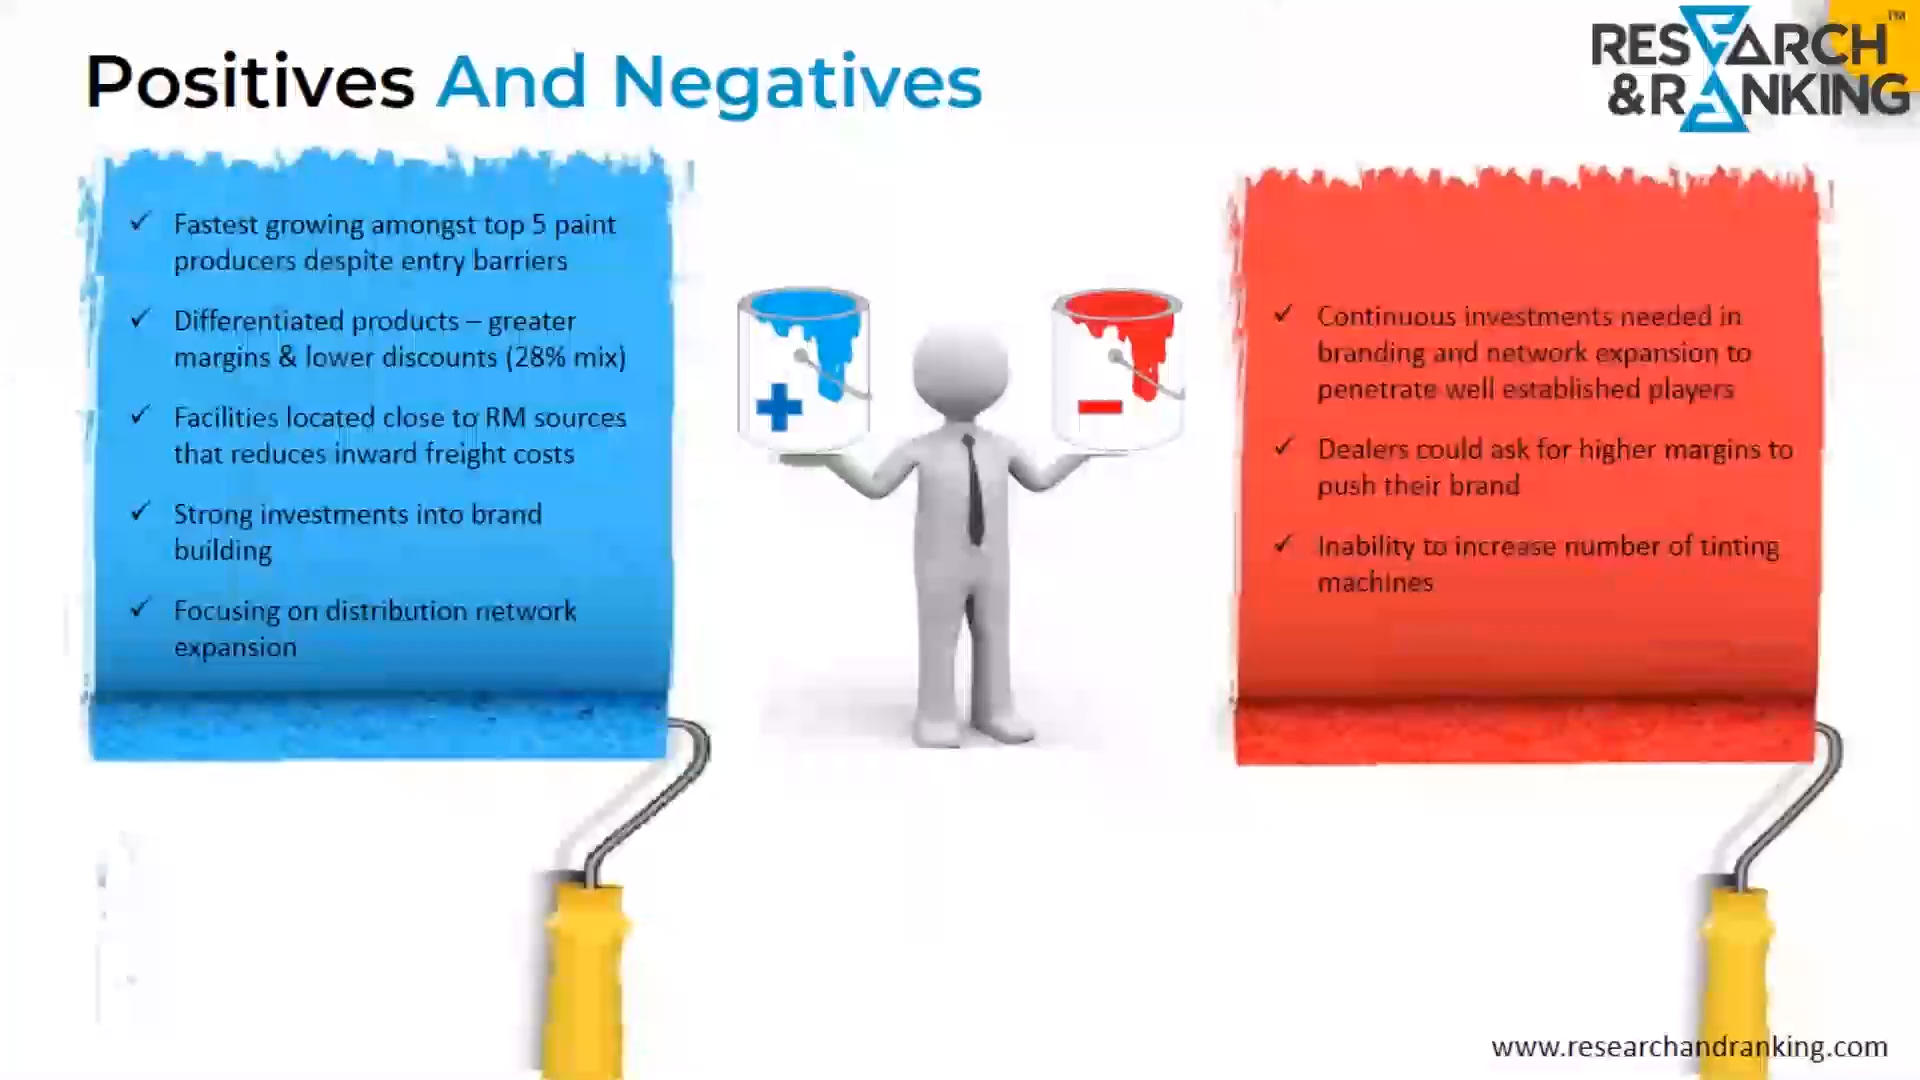 Positives And Negatives
RESEARCH™
&RANKING
✓ Fastest growing amongst top 5 paint
producers despite entry barriers
✓ Differentiated products – greater
margins & lower discounts (28% mix)
✓ Facilities located close to RM sources
that reduces inward freight costs
✓ Strong investments into brand
building
✓ Focusing on distribution network
expansion
✓ Continuous investments needed in
branding and network expansion to
penetrate well established players
✓ Dealers could ask for higher margins to
push their brand
✓ Inability to increase number of tinting
machines
www.researchandranking.com